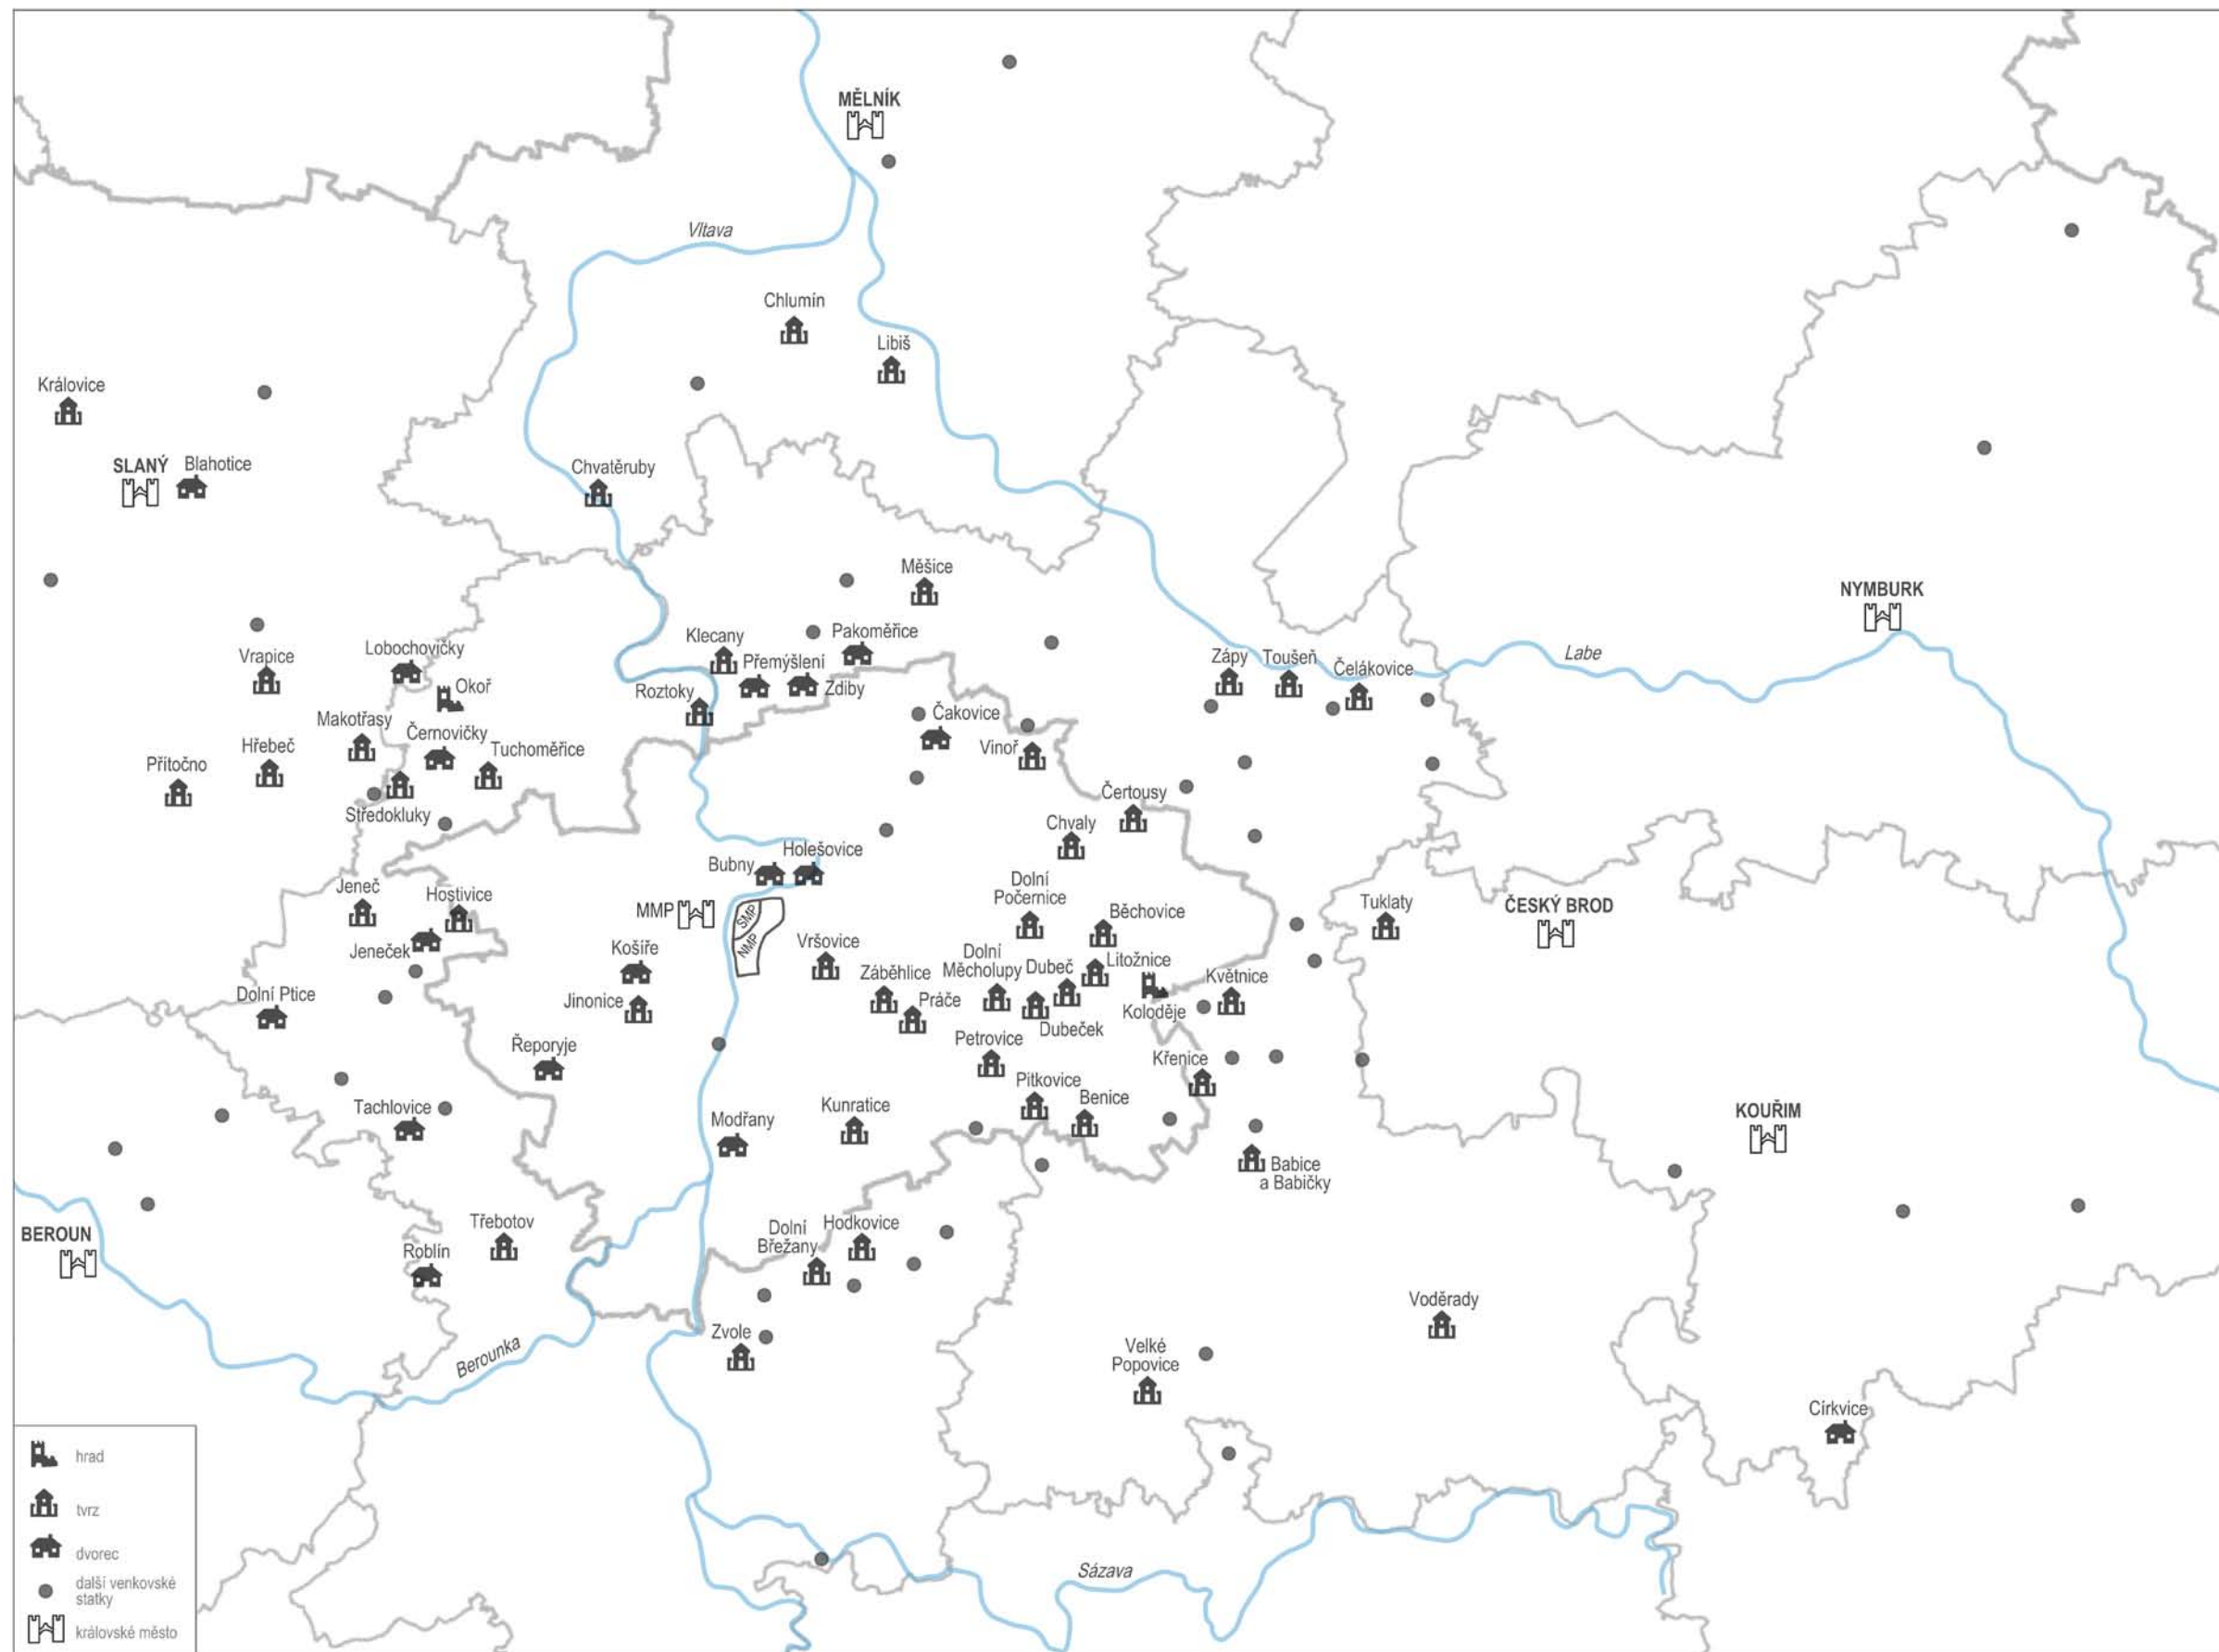 MĚLNÍK
Vltava
Chlumín
Libiš
Královice
SLANÝ
Blahotice
Chvatěruby
Měšice
NYMBURK
Klecany
Pakoměřice
Přemýšlení
Zdiby
Roztoky
Vrapice
Lobochovičky
Okoř
Makotřasy
Černovičky
Tuchoměřice
Hřebeč
Přítočno
Středokluky
Zápy
Toušeň
Čelákovice
Labe
Čakovice
Vinoř
Čertousy
Chvaly
Bubny
Holešovice
Jeneč
Hostivice
Jeneček
MMP
SMP
NMP
Košíře
Jinonice
Vršovice
Dolní
Počernice
Běchovice
Tuklaty
ČESKÝ BROD
Záběhlice
Práče
Dolní
Měcholupy
Dubeč
Litožnice
Dubeček
Koloděje
Květnice
Dolní Ptice
Řeporyje
Petrovice
Křenice
Pitkovice
Benice
Tachlovice
Modřany
Kunratice
KOUŘIM
Babice
a Babičky
BEROUN
Třebotov
Roblín
Dolní
Břežany
Hodkovice
Zvole
Berounka
Voděrady
Velké
Popovice
Církvice
Sázava
hrad
tvrz
dvorec
další venkovské
statky
královské město